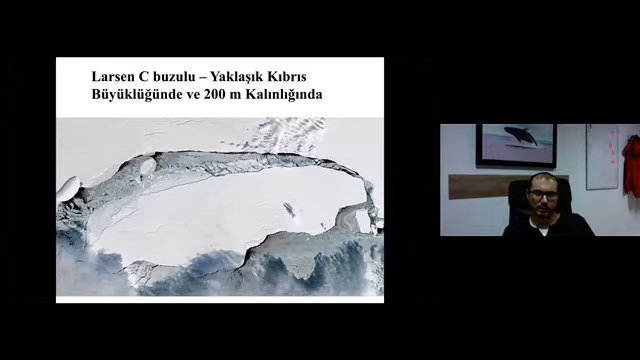 Larsen C buzulu – Yaklaşık Kıbrıs
Büyüklüğünde ve 200 m Kalınlığında